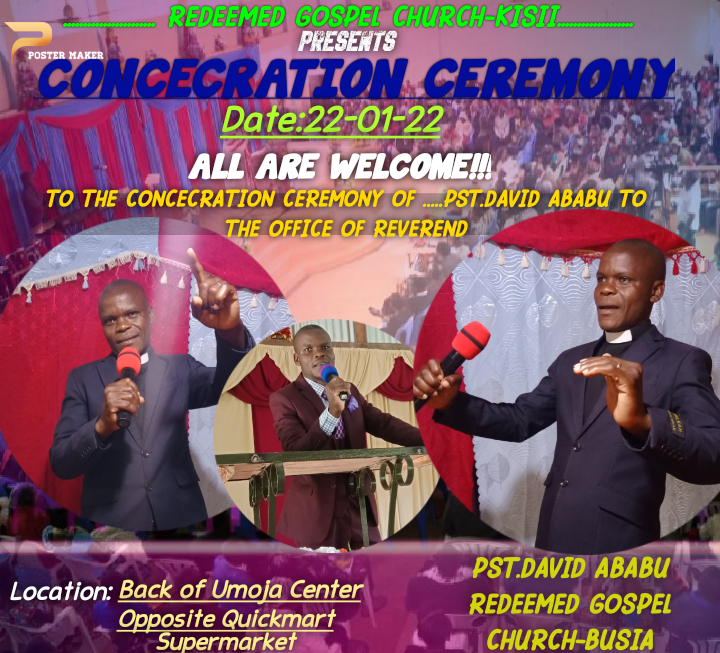 .................... REDEEMED GOSPEL CHURCH-KISII.................
PRESENTS
POSTER MAKER
CONCECRATION CEREMONY
Date:22-01-22
ALL ARE WELCOME!!!
TO THE CONCECRATION CEREMONY OF .....PST.DAVID ABABU TO
THE OFFICE OF REVEREND
Location: Back of Umoja Center
Opposite Quickmart
Supermarket
PST.DAVID ABABU
REDEEMED GOSPEL
CHURCH-BUSIA